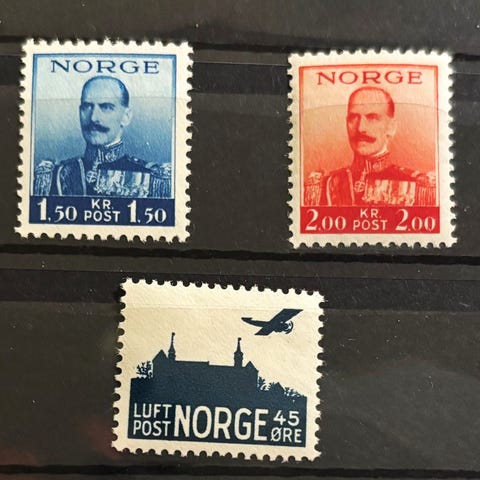 NORGE
1,50 KR. 1,50
POST
NORGE
2,00 KR. 2,00
POST
LUFT
POST
NORGE
45
ØRE